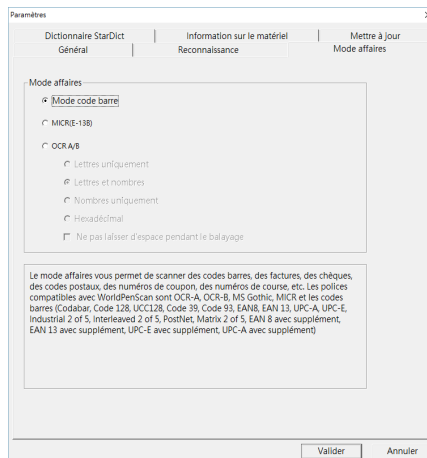 Paramètres
Dictionnaire StarDict
Information sur le matériel
Mettre à jour
Général
Reconnaissance
Mode affaires
Mode affaires
Mode code barre
MICR(E-13B)
OCR A/B
Lettres uniquement
Lettres et nombres
Nombres uniquement
Hexadécimal
Ne pas laisser d'espace pendant le balayage
Le mode affaires vous permet de scanner des codes barres, des factures, des chèques,
des codes postaux, des numéros de coupon, des numéros de course, etc. Les polices
compatibles avec WorldPenScan sont OCR-A, OCR-B, MS Gothic, MICR et les codes
barres (Codabar, Code 128, UCC128, Code 39, Code 93, EAN8, EAN 13, UPC-A, UPC-E,
Industrial 2 of 5, Interleaved 2 of 5, PostNet, Matrix 2 of 5, EAN 8 avec supplément,
EAN 13 avec supplément, UPC-E avec supplément, UPC-A avec supplément)
Valider
Annuler